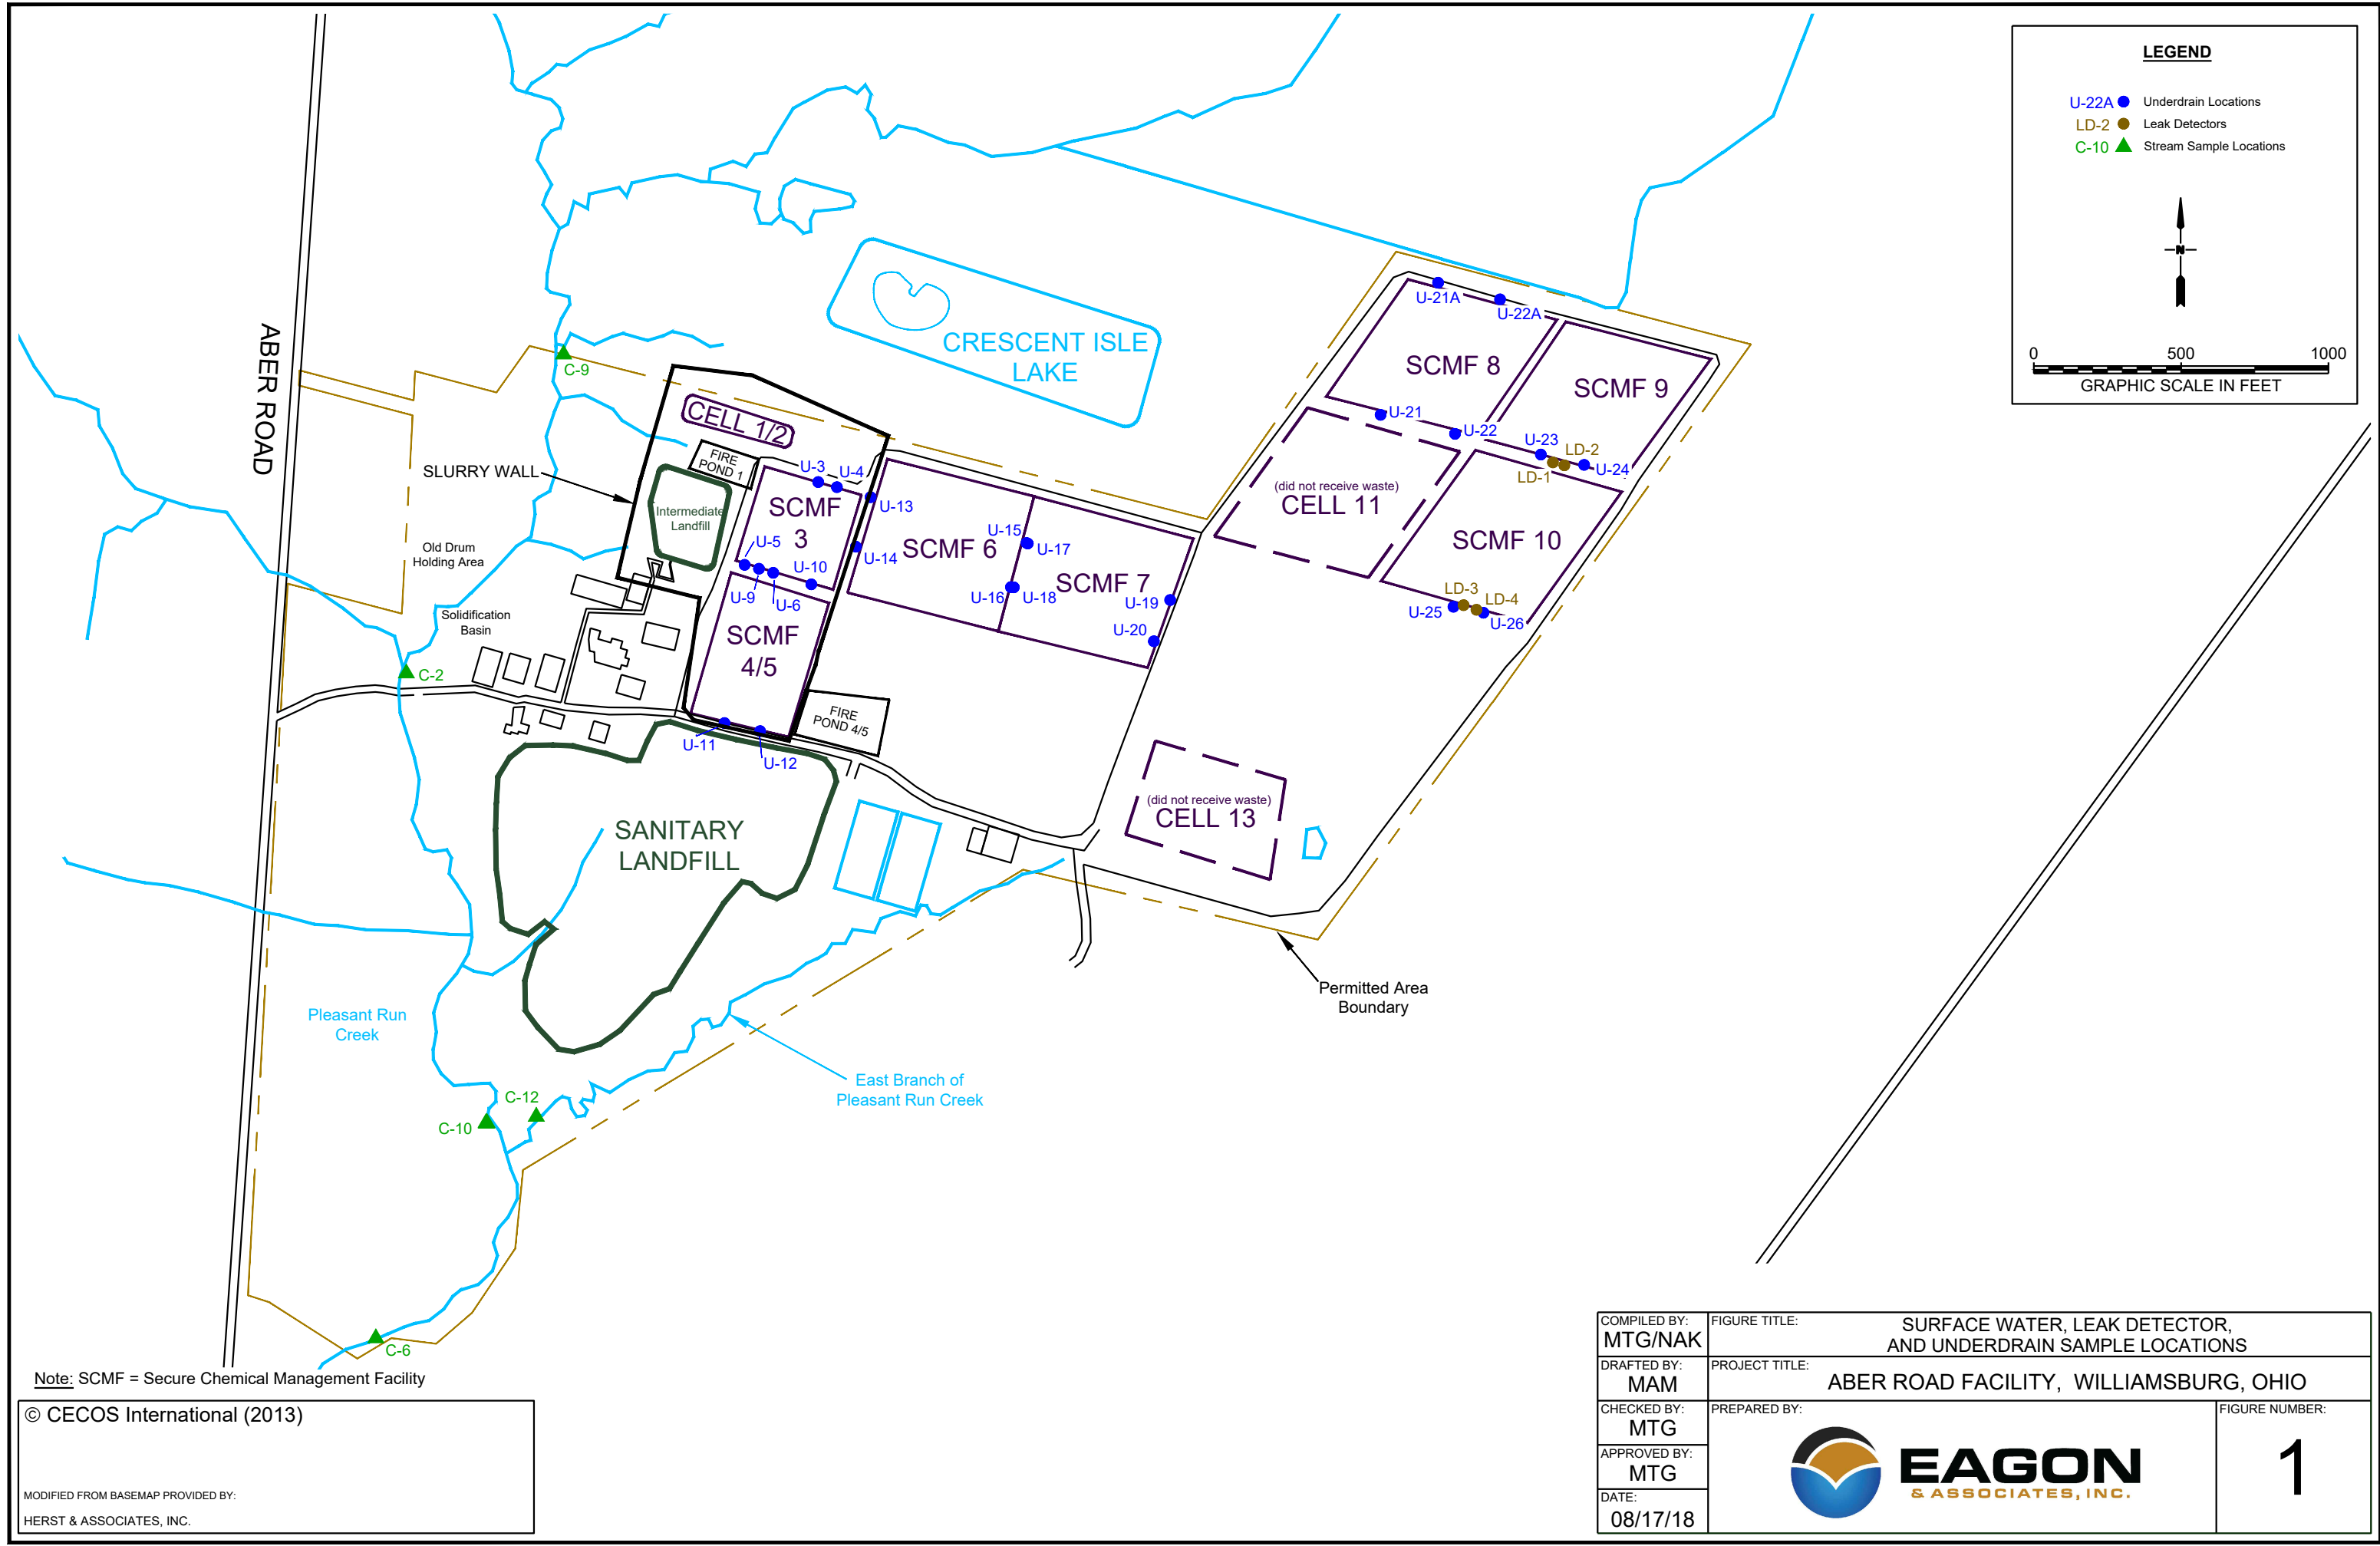 LEGEND
U-22A Underdrain Locations
LD-2 Leak Detectors
C-10 Stream Sample Locations
N
0 500 1000
GRAPHIC SCALE IN FEET
ABER ROAD
CRESCENT ISLE
LAKE
C-9
CELL 1/2
SLURRY WALL
FIRE
POND 1
Intermediate
Landfill
Old Drum
Holding Area
Solidification
Basin
C-2
U-3
U-4
SCMF
3
U-5
U-10
U-9
U-6
SCMF
4/5
U-11
U-12
U-13
U-14
SCMF 6
U-15
U-17
U-16
U-18
SCMF 7
U-19
U-20
FIRE
POND 4/5
U-21A
U-22A
SCMF 8
SCMF 9
U-21
U-22
U-23
LD-2
LD-1
U-24
(did not receive waste)
CELL 11
SCMF 10
LD-3
LD-4
U-25
U-26
(did not receive waste)
CELL 13
SANITARY
LANDFILL
Permitted Area
Boundary
Pleasant Run
Creek
East Branch of
Pleasant Run Creek
C-12
C-10
C-6
Note: SCMF = Secure Chemical Management Facility
© CECOS International (2013)
MODIFIED FROM BASEMAP PROVIDED BY:
HERST & ASSOCIATES, INC.
COMPILED BY:
MTG/NAK
FIGURE TITLE:
SURFACE WATER, LEAK DETECTOR,
AND UNDERDRAIN SAMPLE LOCATIONS
DRAFTED BY:
MAM
PROJECT TITLE:
ABER ROAD FACILITY, WILLIAMSBURG, OHIO
CHECKED BY:
MTG
APPROVED BY:
MTG
DATE:
08/17/18
PREPARED BY:
EAGON
& ASSOCIATES, INC.
FIGURE NUMBER:
1